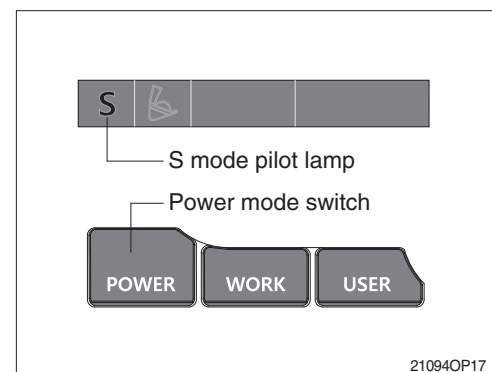 S
S mode pilot lamp
Power mode switch
POWER WORK USER
21094OP17